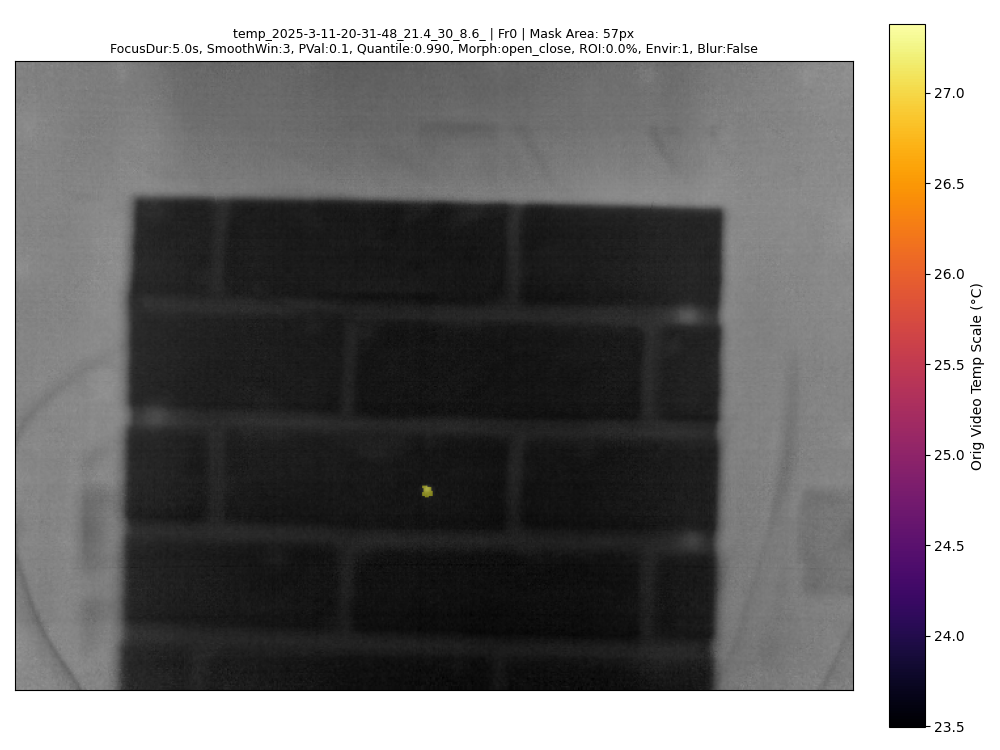 temp_2025-3-11-20-31-48_21.4_30_8.6_ | Fr0 | Mask Area: 57px
FocusDur:5.0s, SmoothWin:3, PVal:0.1, Quantile:0.990, Morph:open_close, ROI:0.0%, Envir:1, Blur:False
27.0
26.5
26.0
25.5
25.0
24.5
24.0
23.5
Orig Video Temp Scale (°C)